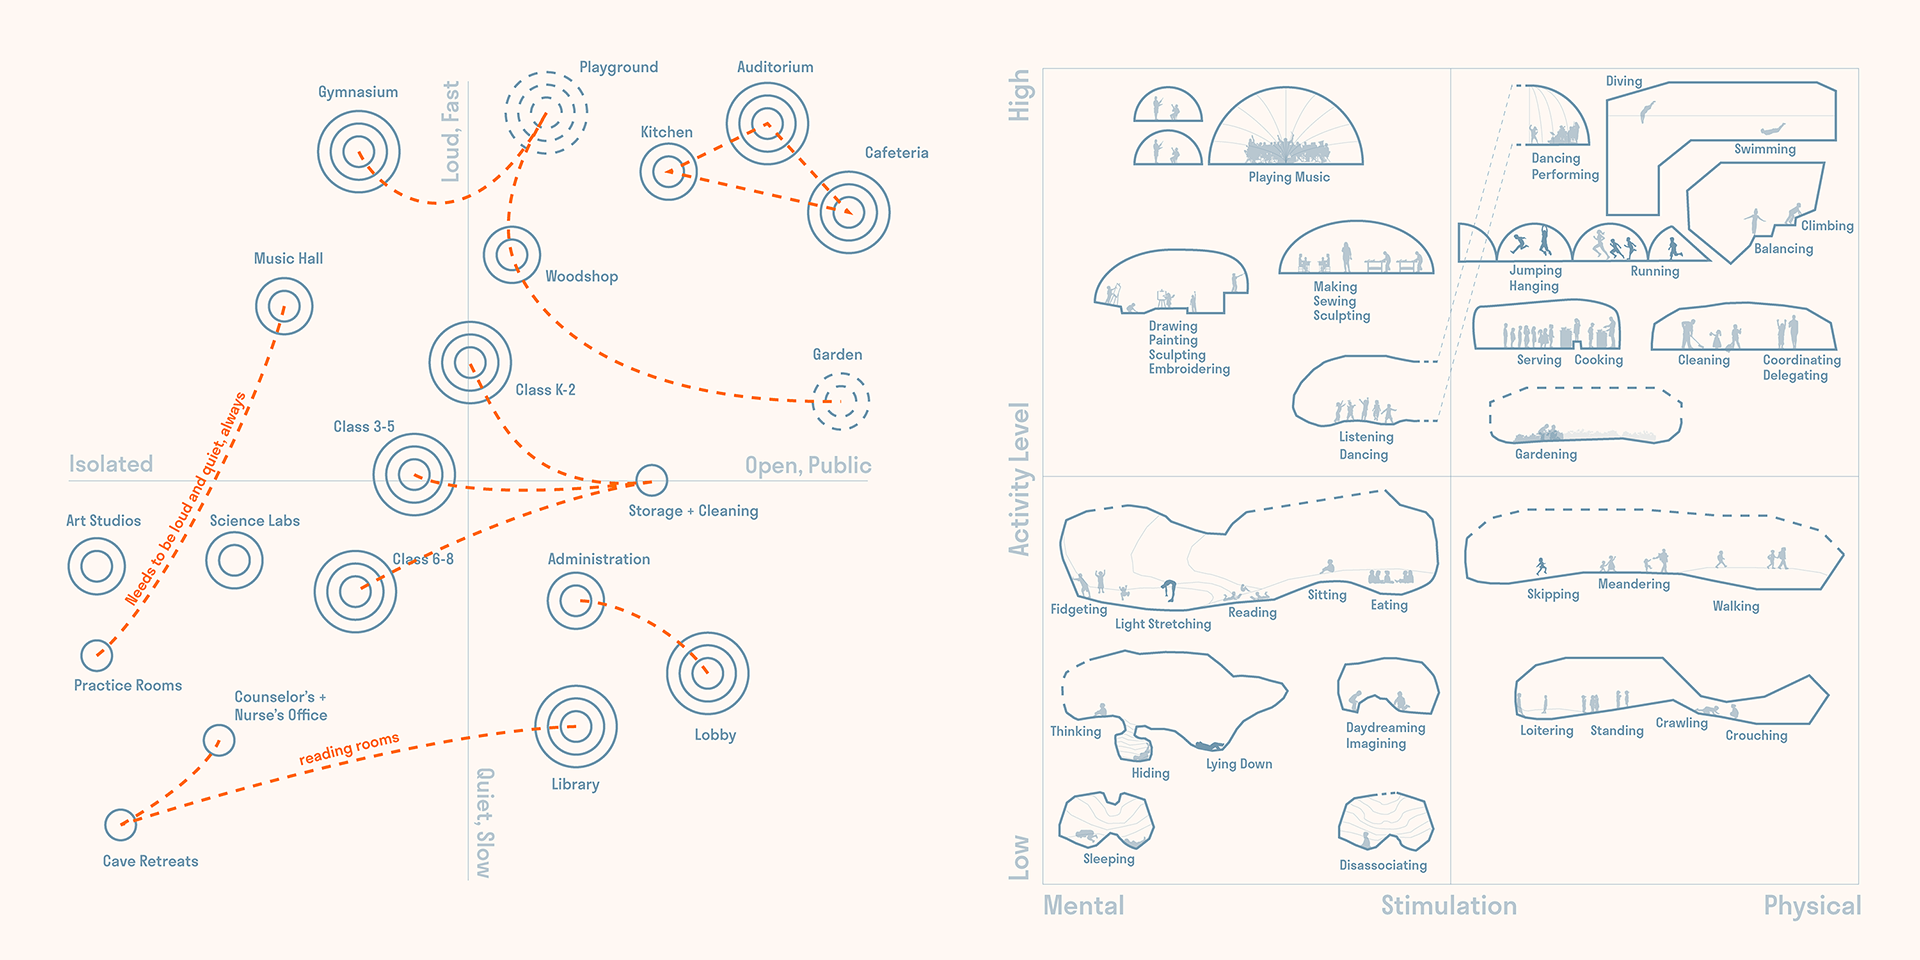 Gymnasium
Loud, Fast
Playground
Auditorium
Kitchen
Cafeteria
Music Hall
Woodshop
Class K-2
Garden
Class 3-5
Isolated
Open, Public
Needs to be loud and quiet, always
Storage + Cleaning
Art Studios
Science Labs
Class 6-8
Administration
Practice Rooms
Counselor's +
Nurse's Office
reading rooms
Lobby
Library
Quiet, Slow
Cave Retreats
High
Activity Level
Low
Mental
Stimulation
Physical
Playing Music
Diving
Swimming
Dancing
Performing
Climbing
Balancing
Jumping
Hanging
Running
Making
Sewing
Sculpting
Drawing
Painting
Sculpting
Embroidering
Serving
Cooking
Cleaning
Coordinating
Delegating
Listening
Dancing
Gardening
Fidgeting
Light Stretching
Reading
Sitting
Eating
Skipping
Meandering
Walking
Thinking
Hiding
Lying Down
Daydreaming
Imagining
Loitering
Standing
Crawling
Crouching
Sleeping
Disassociating